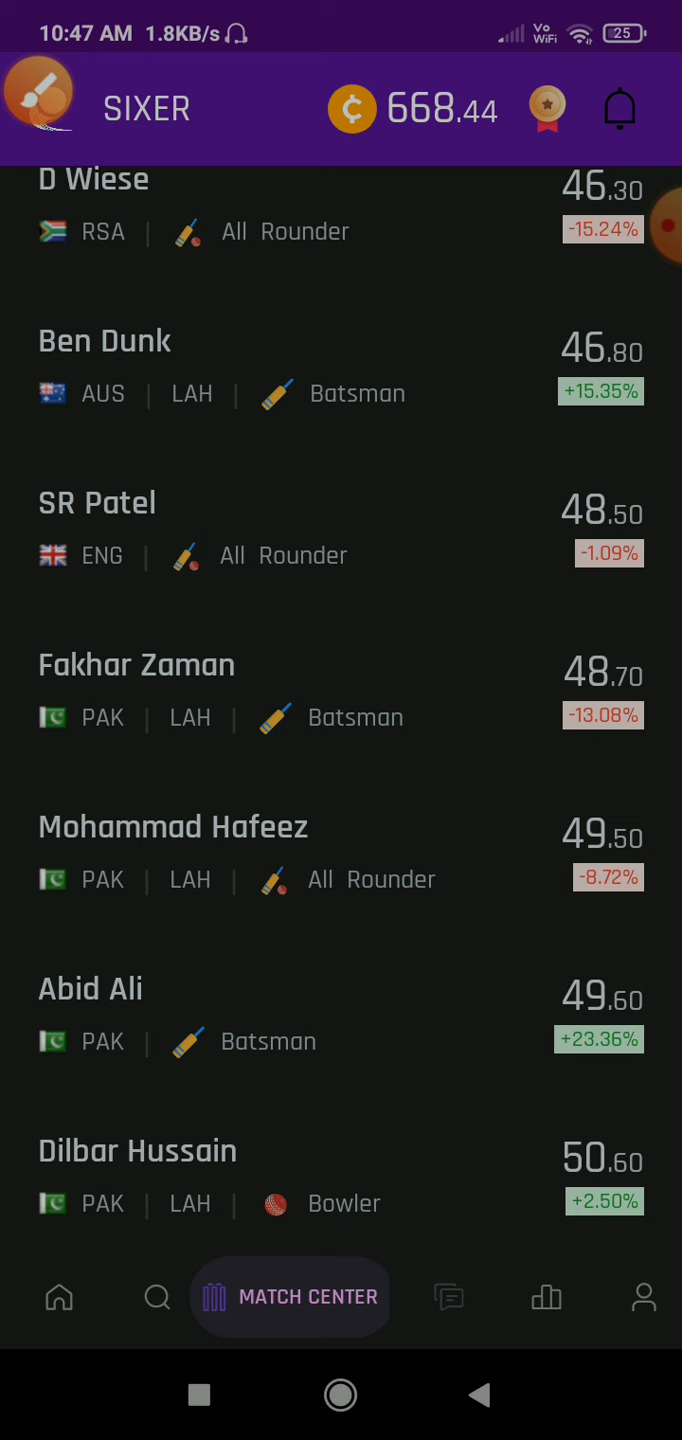 10:47 AM 1.8KB/s Vo WiFi 25
SIXER ¢ 668.44
D Wiese 46.30
RSA | All Rounder -15.24%
Ben Dunk 46.80
AUS | LAH | Batsman +15.35%
SR Patel 48.50
ENG | All Rounder -1.09%
Fakhar Zaman 48.70
PAK | LAH | Batsman -13.08%
Mohammad Hafeez 49.50
PAK | LAH | All Rounder -8.72%
Abid Ali 49.60
PAK | Batsman +23.36%
Dilbar Hussain 50.60
PAK | LAH | Bowler +2.50%
MATCH CENTER